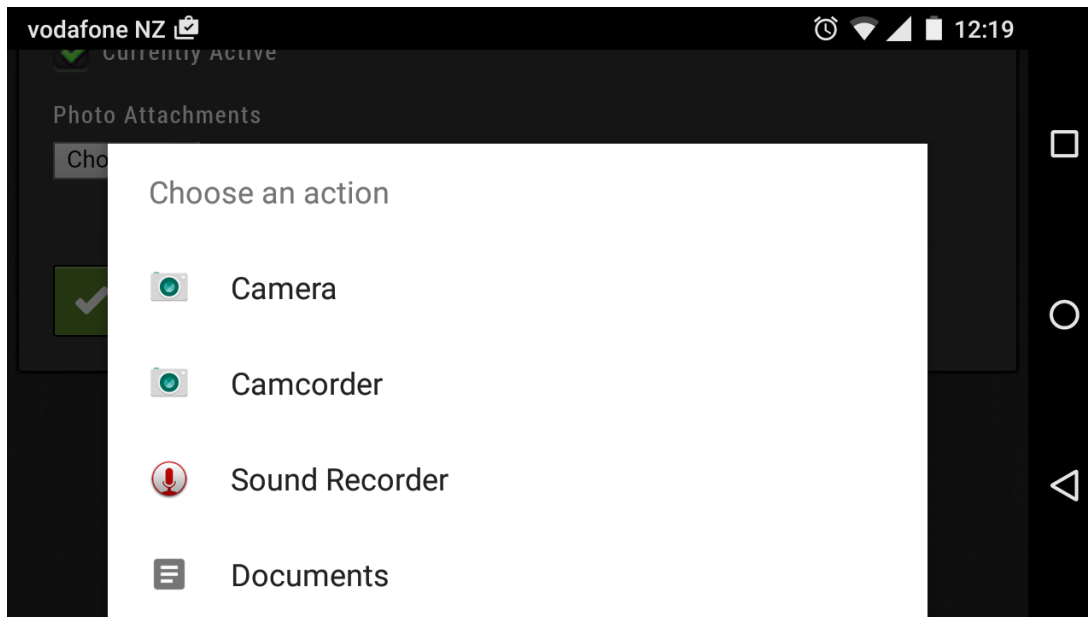 vodafone NZ 12:19
Currently Active
Photo Attachments
Cho
Choose an action
Camera
Camcorder
Sound Recorder
Documents